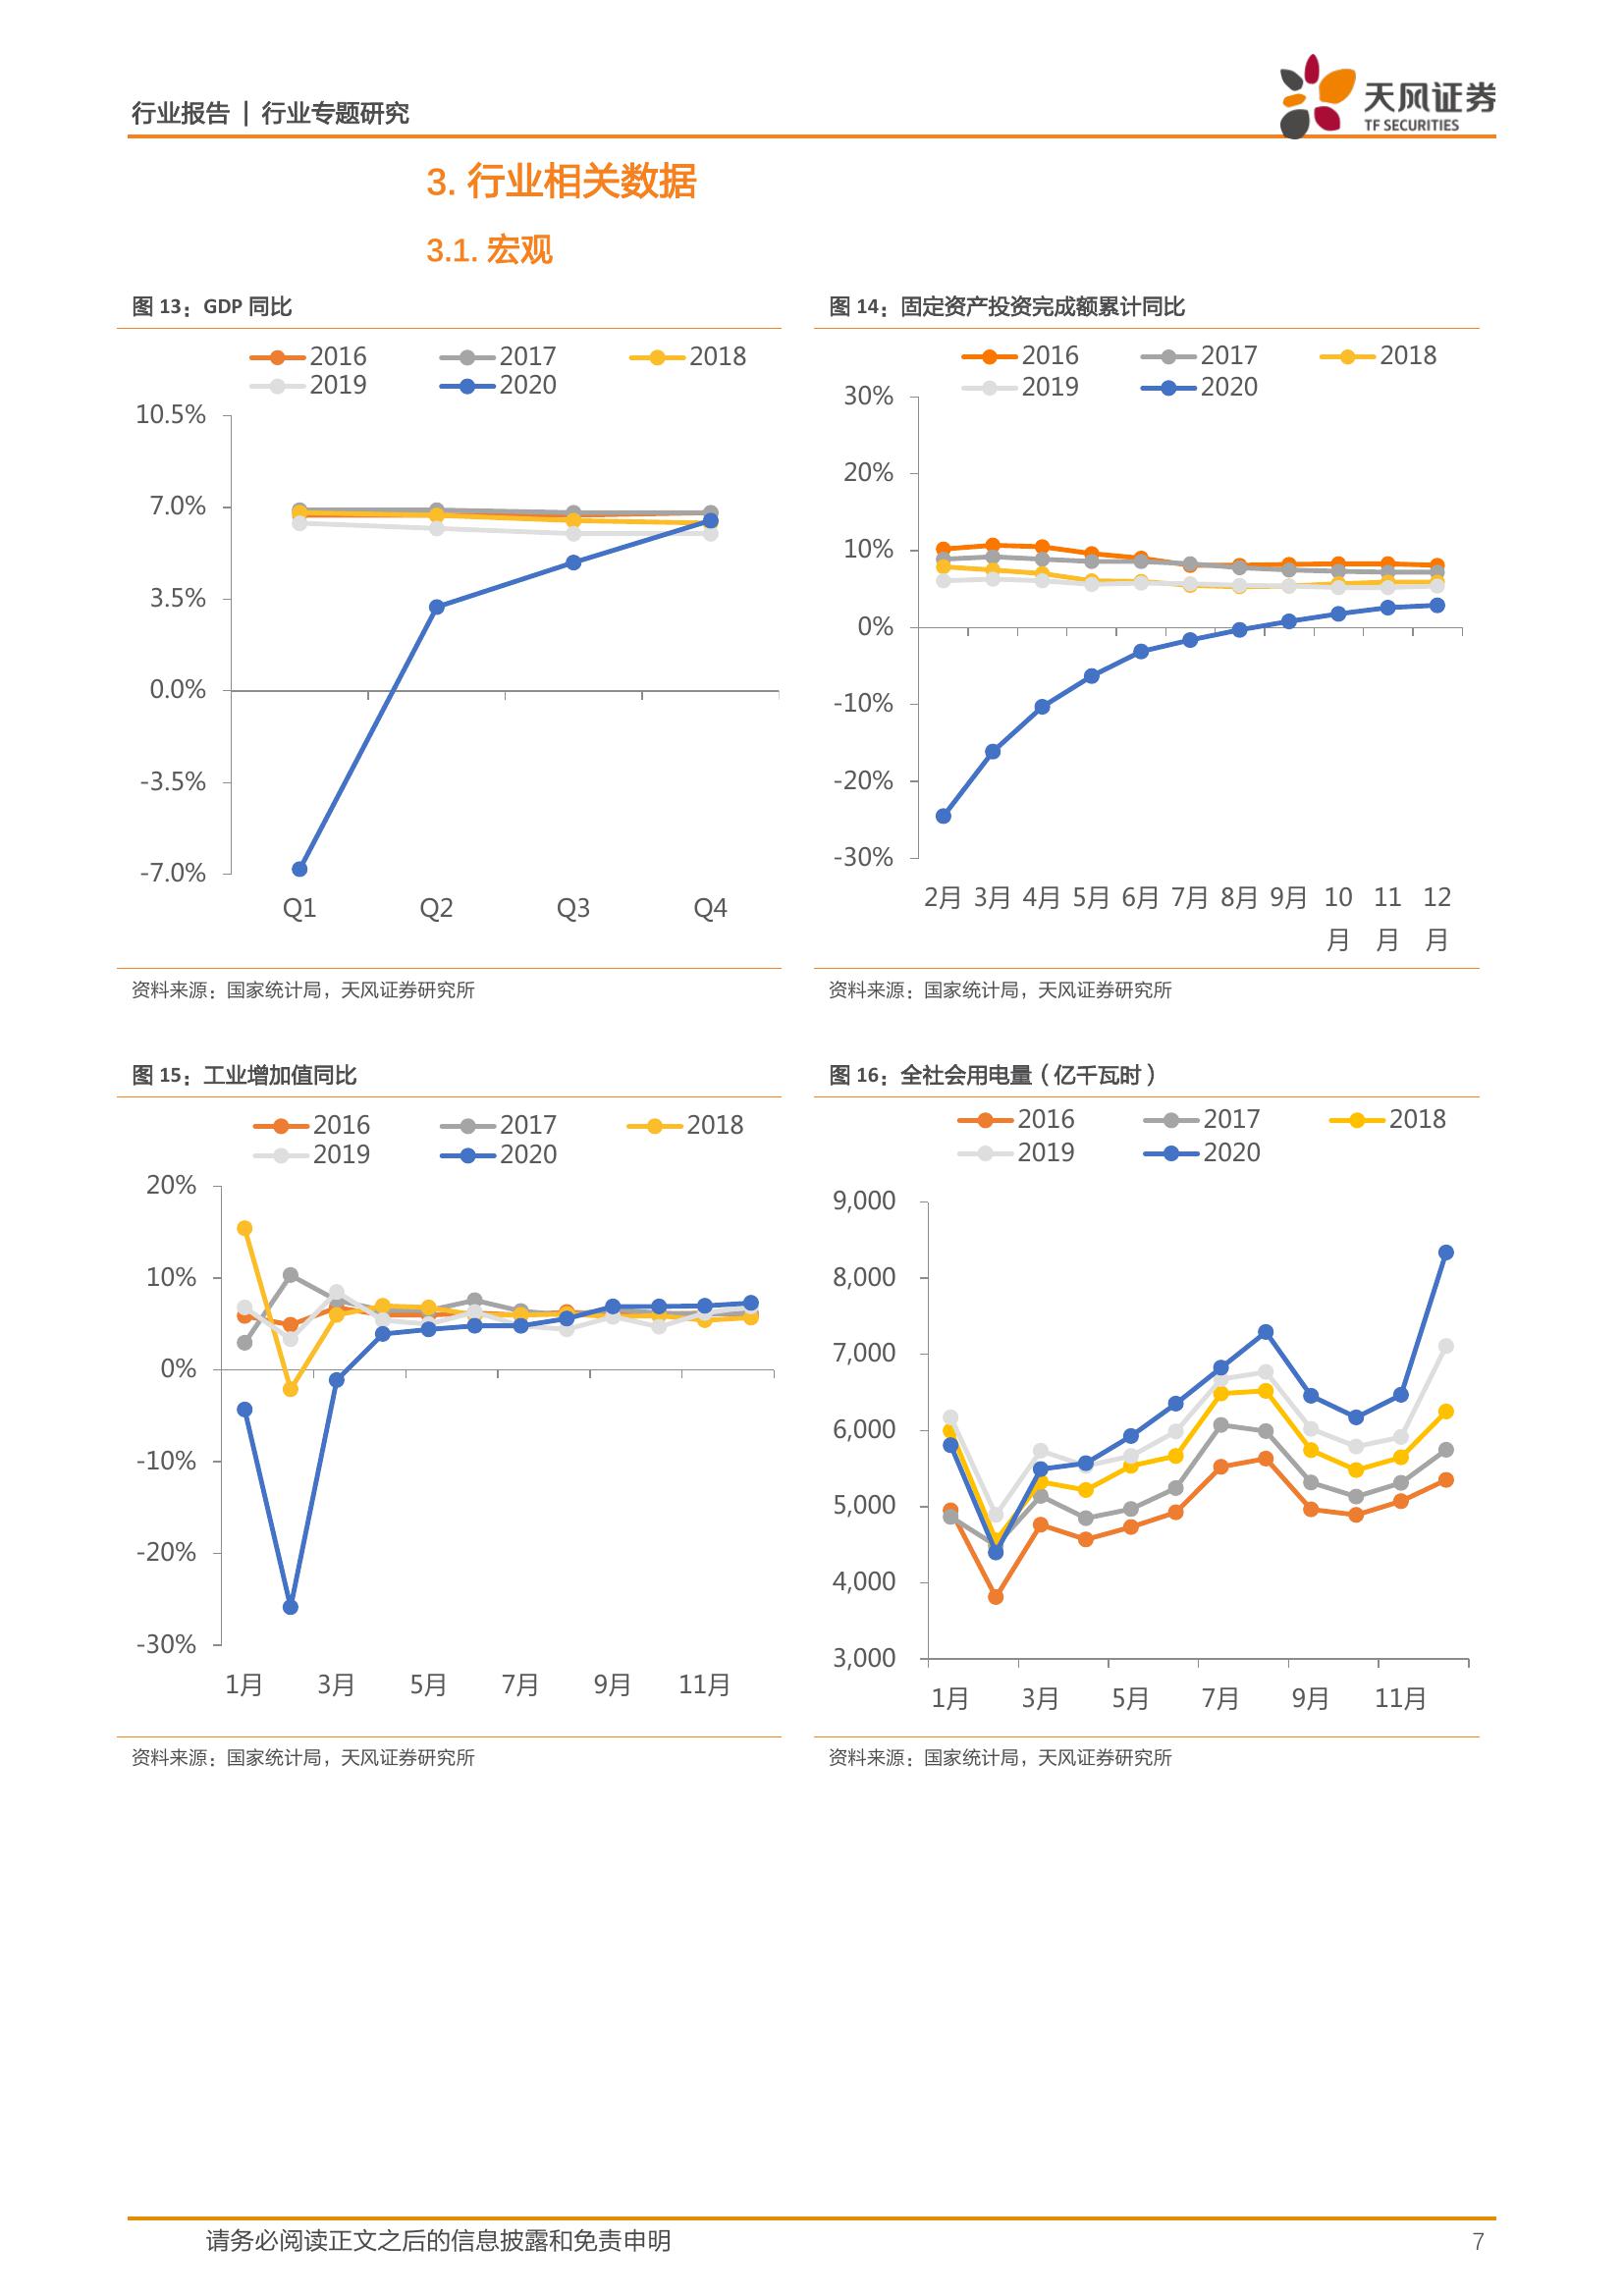 行业报告 | 行业专题研究
天风证券
TF SECURITIES
3. 行业相关数据
3.1. 宏观
图 13：GDP 同比
2016 2017 2018
2019 2020
10.5%
7.0%
3.5%
0.0%
-3.5%
-7.0%
Q1 Q2 Q3 Q4
资料来源：国家统计局，天风证券研究所
图 14：固定资产投资完成额累计同比
2016 2017 2018
2019 2020
30%
20%
10%
0%
-10%
-20%
-30%
2月 3月 4月 5月 6月 7月 8月 9月 10月 11月 12月
资料来源：国家统计局，天风证券研究所
图 15：工业增加值同比
2016 2017 2018
2019 2020
20%
10%
0%
-10%
-20%
-30%
1月 3月 5月 7月 9月 11月
资料来源：国家统计局，天风证券研究所
图 16：全社会用电量（亿千瓦时）
2016 2017 2018
2019 2020
9,000
8,000
7,000
6,000
5,000
4,000
3,000
1月 3月 5月 7月 9月 11月
资料来源：国家统计局，天风证券研究所
请务必阅读正文之后的信息披露和免责申明 7